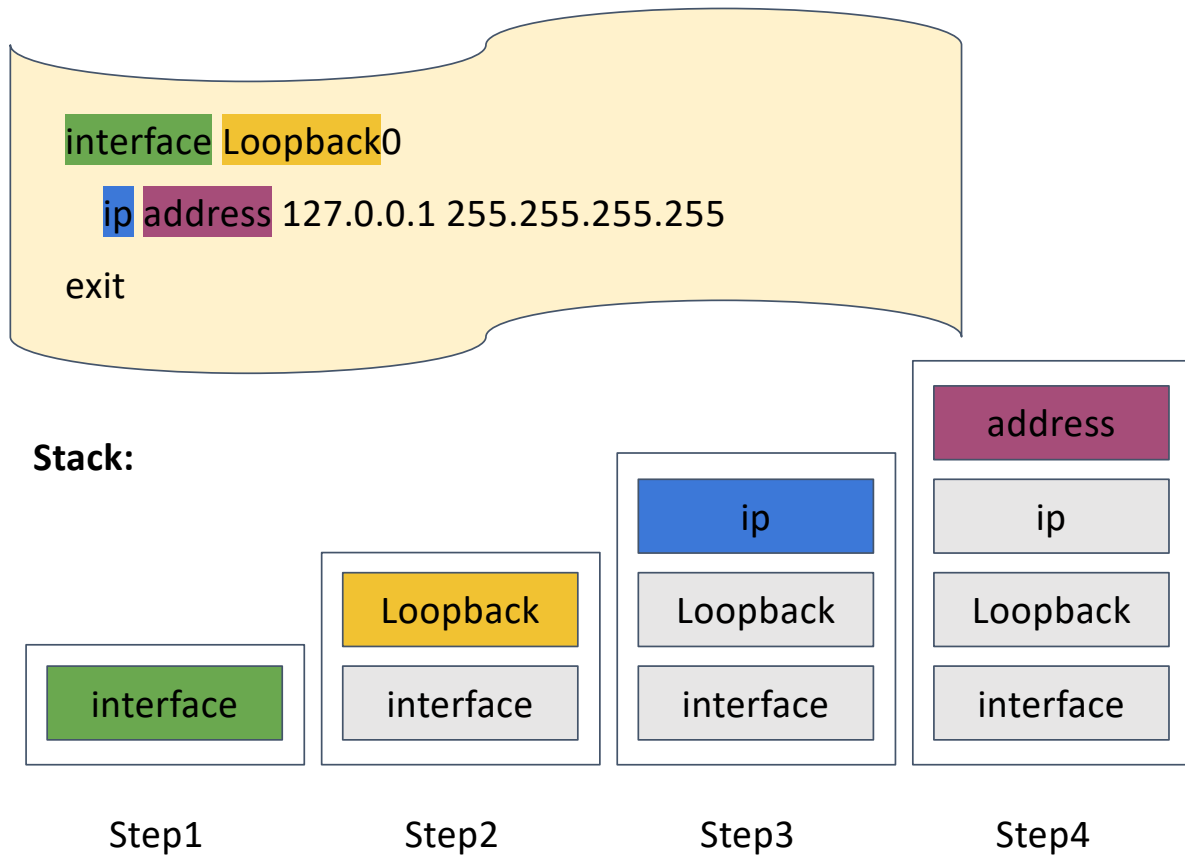 interface Loopback0
ip address 127.0.0.1 255.255.255.255
exit
Stack:
address
ip ip
Loopback Loopback Loopback
interface interface interface interface
Step1 Step2 Step3 Step4